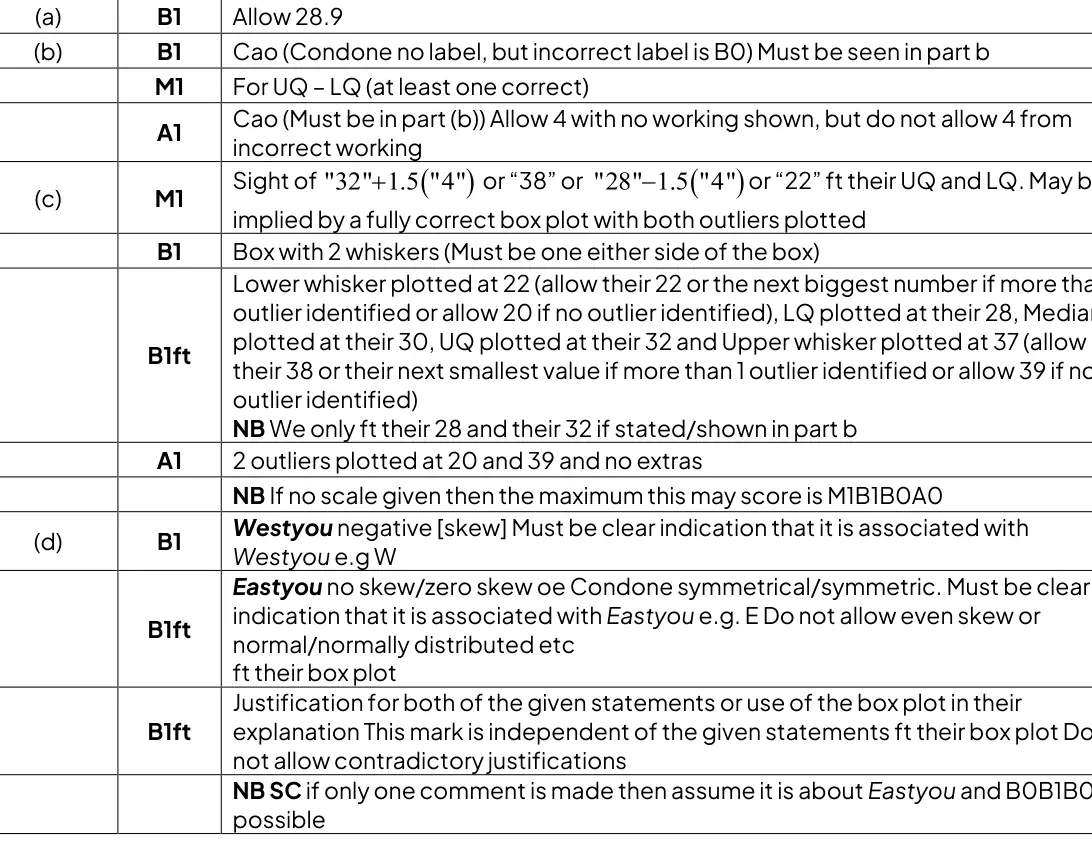 (a) B1 Allow 28.9
(b) B1 Cao (Condone no label, but incorrect label is B0) Must be seen in part b
M1 For UQ – LQ (at least one correct)
A1 Cao (Must be in part (b)) Allow 4 with no working shown, but do not allow 4 from
incorrect working
(c) M1 Sight of "32"+1.5("4") or “38” or "28"−1.5("4") or “22” ft their UQ and LQ. May b
implied by a fully correct box plot with both outliers plotted
B1 Box with 2 whiskers (Must be one either side of the box)
B1ft Lower whisker plotted at 22 (allow their 22 or the next biggest number if more tha
outlier identified or allow 20 if no outlier identified), LQ plotted at their 28, Media
plotted at their 30, UQ plotted at their 32 and Upper whisker plotted at 37 (allow
their 38 or their next smallest value if more than 1 outlier identified or allow 39 if no
outlier identified)
NB We only ft their 28 and their 32 if stated/shown in part b
A1 2 outliers plotted at 20 and 39 and no extras
NB If no scale given then the maximum this may score is M1B1B0A0
(d) B1 Westyou negative [skew] Must be clear indication that it is associated with
Westyou e.g W
B1ft Eastyou no skew/zero skew oe Condone symmetrical/symmetric. Must be clear
indication that it is associated with Eastyou e.g. E Do not allow even skew or
normal/normally distributed etc
ft their box plot
B1ft Justification for both of the given statements or use of the box plot in their
explanation This mark is independent of the given statements ft their box plot Do
not allow contradictory justifications
NB SC if only one comment is made then assume it is about Eastyou and B0B1B0
possible